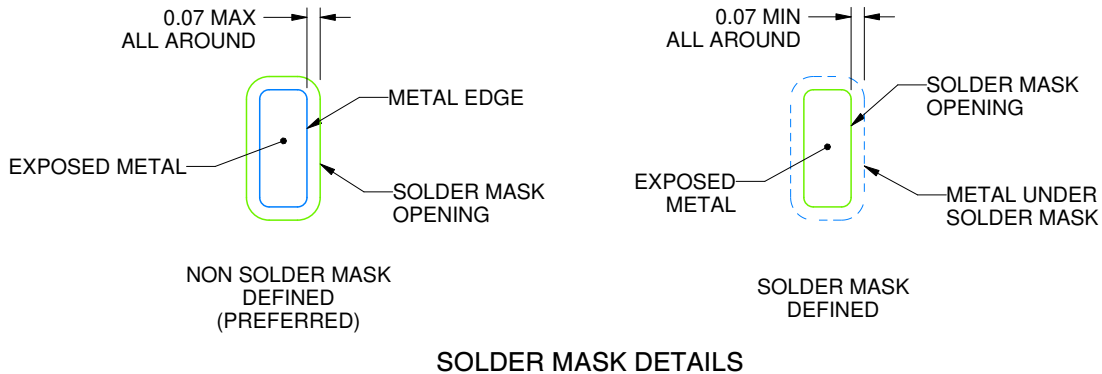 0.07 MAX
ALL AROUND
METAL EDGE
EXPOSED METAL
SOLDER MASK
OPENING
NON SOLDER MASK
DEFINED
(PREFERRED)
0.07 MIN
ALL AROUND
SOLDER MASK
OPENING
EXPOSED
METAL
METAL UNDER
SOLDER MASK
SOLDER MASK
DEFINED
SOLDER MASK DETAILS